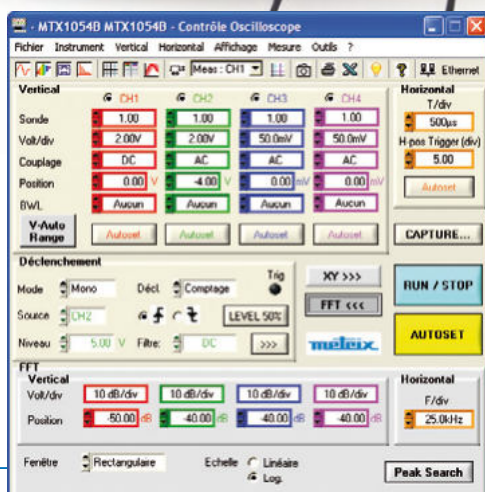 - MTX1054B MTX1054B - Contrôle Oscilloscope
Fichier Instrument Vertical Horizontal Affichage Mesure Outils ?
Meas : CH1 ? Ethernet
Vertical
CH1 CH2 CH3 CH4
Sonde 1.00 1.00 1.00 1.00
Volt/div 2.00V 2.00V 50.0mV 50.0mV
Couplage DC AC AC AC
Position 0.00 V -4.00 V 0.00 mV 0.00 mV
BWL Aucun Aucun Aucun Aucun
V-Auto Range Autoset Autoset Autoset Autoset
Horizontal
T/div
500µs
H-pos Trigger (div)
5.00
Autoset
CAPTURE...
RUN / STOP
AUTOSET
Déclenchement
Mode Mono Décl. Comptage Trig
Source CH2 LEVEL 50%
Niveau 5.00 V Filtre: DC >>>
XY >>>
FFT <<<
metrix
FFT
Vertical
Volt/div 10 dB/div 10 dB/div 10 dB/div 10 dB/div
Position -50.00 dB -40.00 dB -40.00 dB -40.00 dB
Horizontal
F/div
25.0kHz
Fenêtre Rectangulaire Echelle Linéaire
Log.
Peak Search